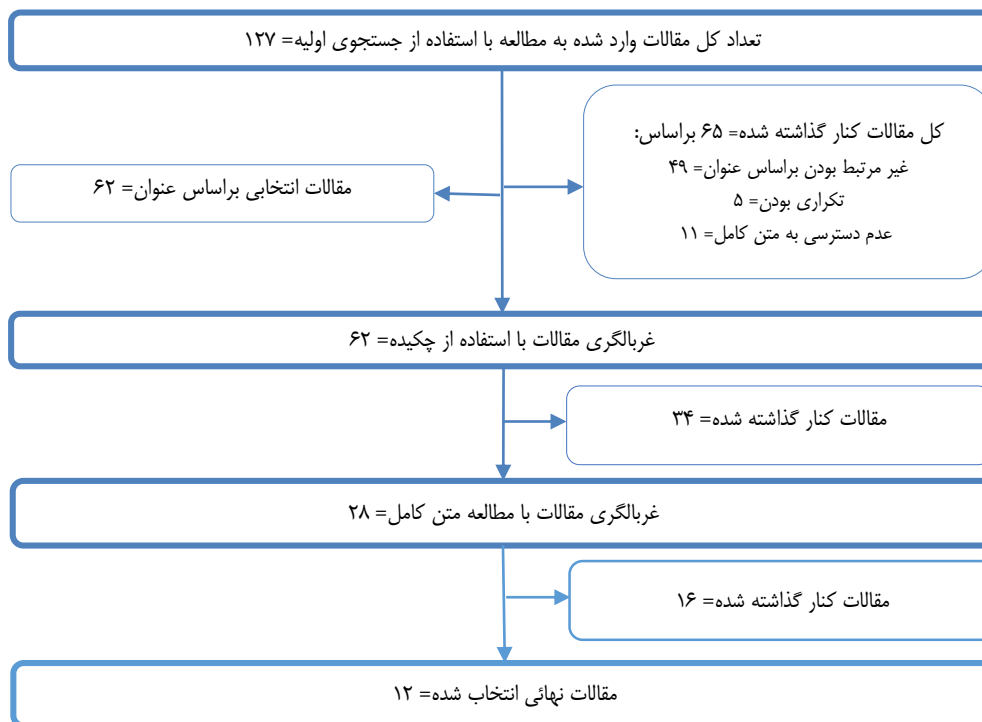 تعداد کل مقالات وارد شده به مطالعه با استفاده از جستجوی اولیه= ۱۲۷
کل مقالات کنار گذاشته شده= ۶۵ براساس:
غیر مرتبط بودن براساس عنوان= ۴۹
تکراری بودن= ۵
عدم دسترسی به متن کامل= ۱۱
مقالات انتخابی براساس عنوان= ۶۲
غربالگری مقالات با استفاده از چکیده= ۶۲
مقالات کنار گذاشته شده= ۳۴
غربالگری مقالات با مطالعه متن کامل= ۲۸
مقالات کنار گذاشته شده= ۱۶
مقالات نهائی انتخاب شده= ۱۲